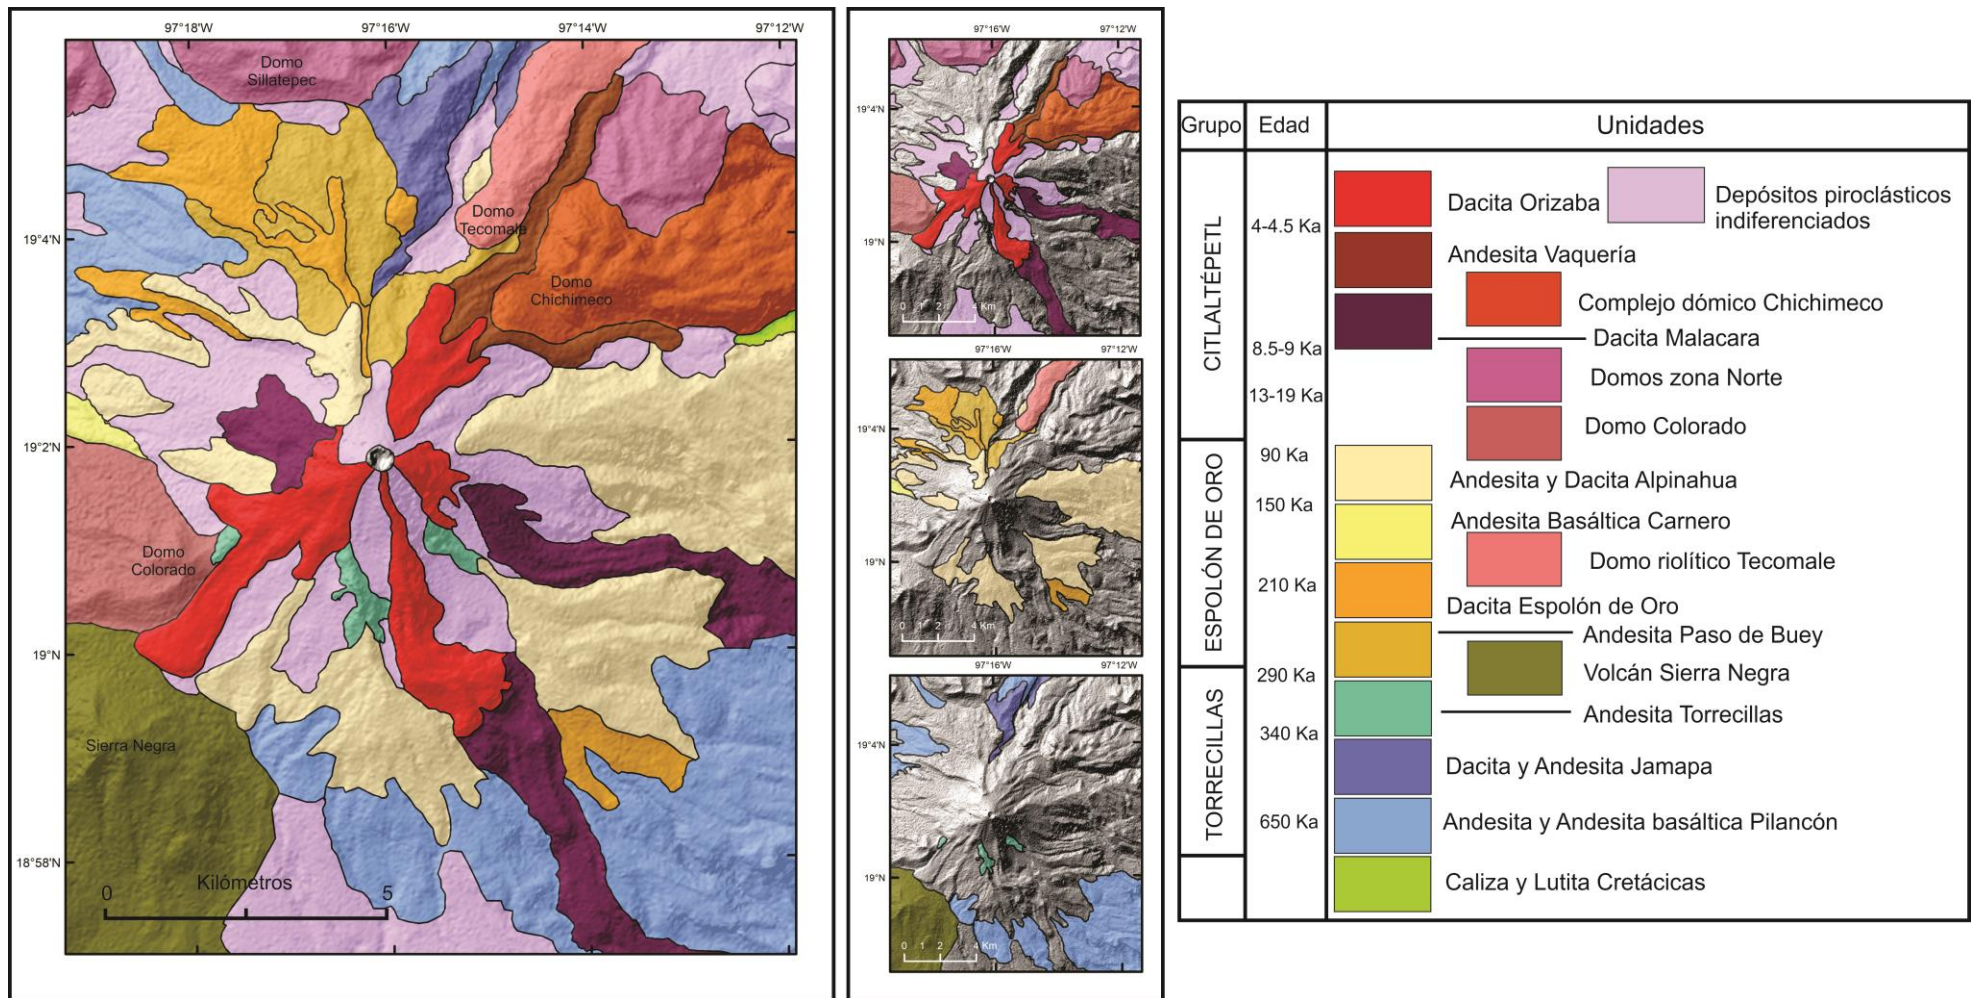 97°18'W
97°16'W
97°14'W
97°12'W
19°4'N
19°2'N
19°N
18°58'N
Domo
Sillatepec
Domo
Tecomale
Domo
Chichimeco
Domo
Colorado
Sierra Negra
Kilómetros
0
5
97°16'W
97°12'W
19°4'N
19°N
0 1 2 4 Km
97°16'W
97°12'W
19°4'N
19°N
0 1 2 4 Km
97°16'W
97°12'W
19°4'N
19°N
0 1 2 4 Km
Grupo
Edad
Unidades
CITLALTÉPETL
ESPOLÓN DE ORO
TORRECILLAS
4-4.5 Ka
8.5-9 Ka
13-19 Ka
90 Ka
150 Ka
210 Ka
290 Ka
340 Ka
650 Ka
Dacita Orizaba
Depósitos piroclásticos
indiferenciados
Andesita Vaquería
Complejo dómico Chichimeco
Dacita Malacara
Domos zona Norte
Domo Colorado
Andesita y Dacita Alpinahua
Andesita Basáltica Carnero
Domo riolítico Tecomale
Dacita Espolón de Oro
Andesita Paso de Buey
Volcán Sierra Negra
Andesita Torrecillas
Dacita y Andesita Jamapa
Andesita y Andesita basáltica Pilancón
Caliza y Lutita Cretácicas